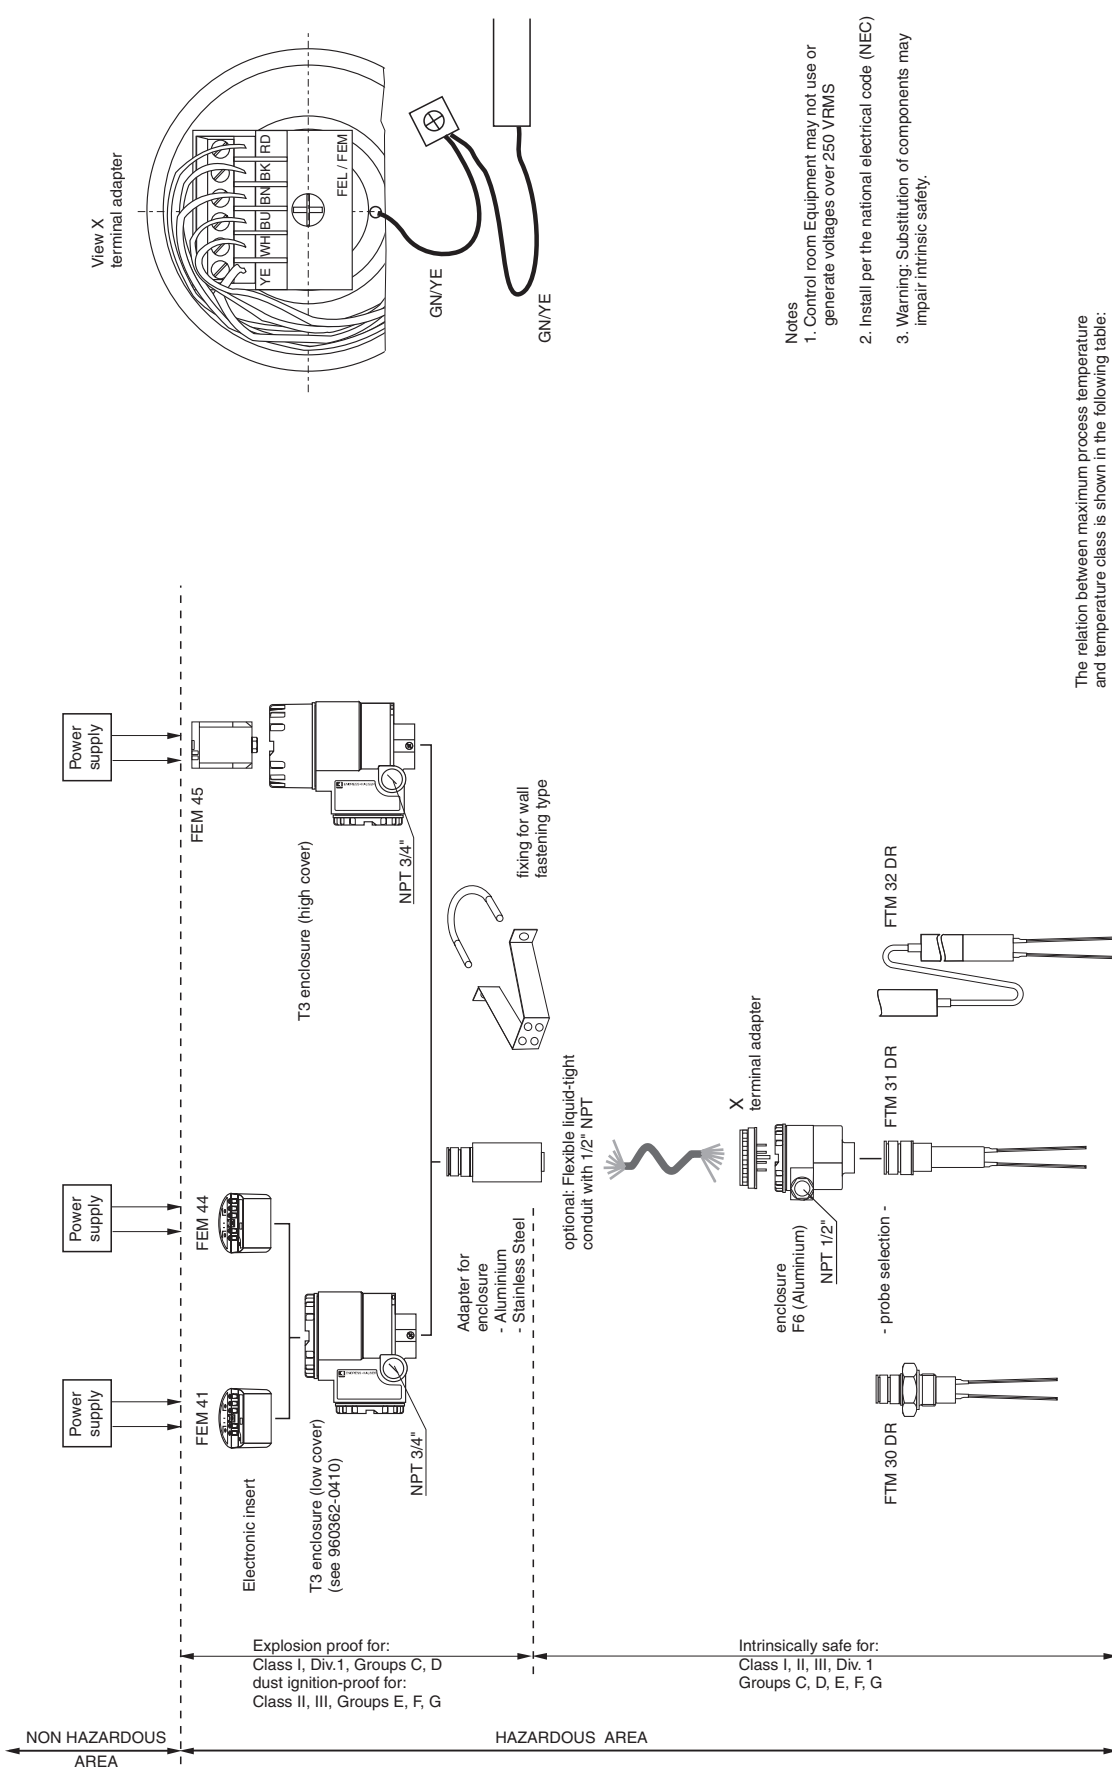 View X
terminal adapter
YE WH BU BN BK RD
FEL / FEM
GN/YE
GN/YE
Notes
1. Control room Equipment may not use or
generate voltages over 250 VRMS
2. Install per the national electrical code (NEC)
3. Warning: Substitution of components may
impair intrinsic safety.
The relation between maximum process temperature
and temperature class is shown in the following table:
Power
supply
Power
supply
Power
supply
FEM 41
FEM 44
FEM 45
Electronic insert
T3 enclosure (low cover)
(see 960362-0410)
NPT 3/4"
T3 enclosure (high cover)
NPT 3/4"
Adapter for
enclosure
- Aluminium
- Stainless Steel
fixing for wall
fastening type
optional: Flexible liquid-tight
conduit with 1/2" NPT
X
terminal adapter
enclosure
F6 (Aluminium)
NPT 1/2"
- probe selection -
FTM 30 DR
FTM 31 DR
FTM 32 DR
Explosion proof for:
Class I, Div.1, Groups C, D
dust ignition-proof for:
Class II, III, Groups E, F, G
Intrinsically safe for:
Class I, II, III, Div. 1
Groups C, D, E, F, G
NON HAZARDOUS
AREA
HAZARDOUS AREA